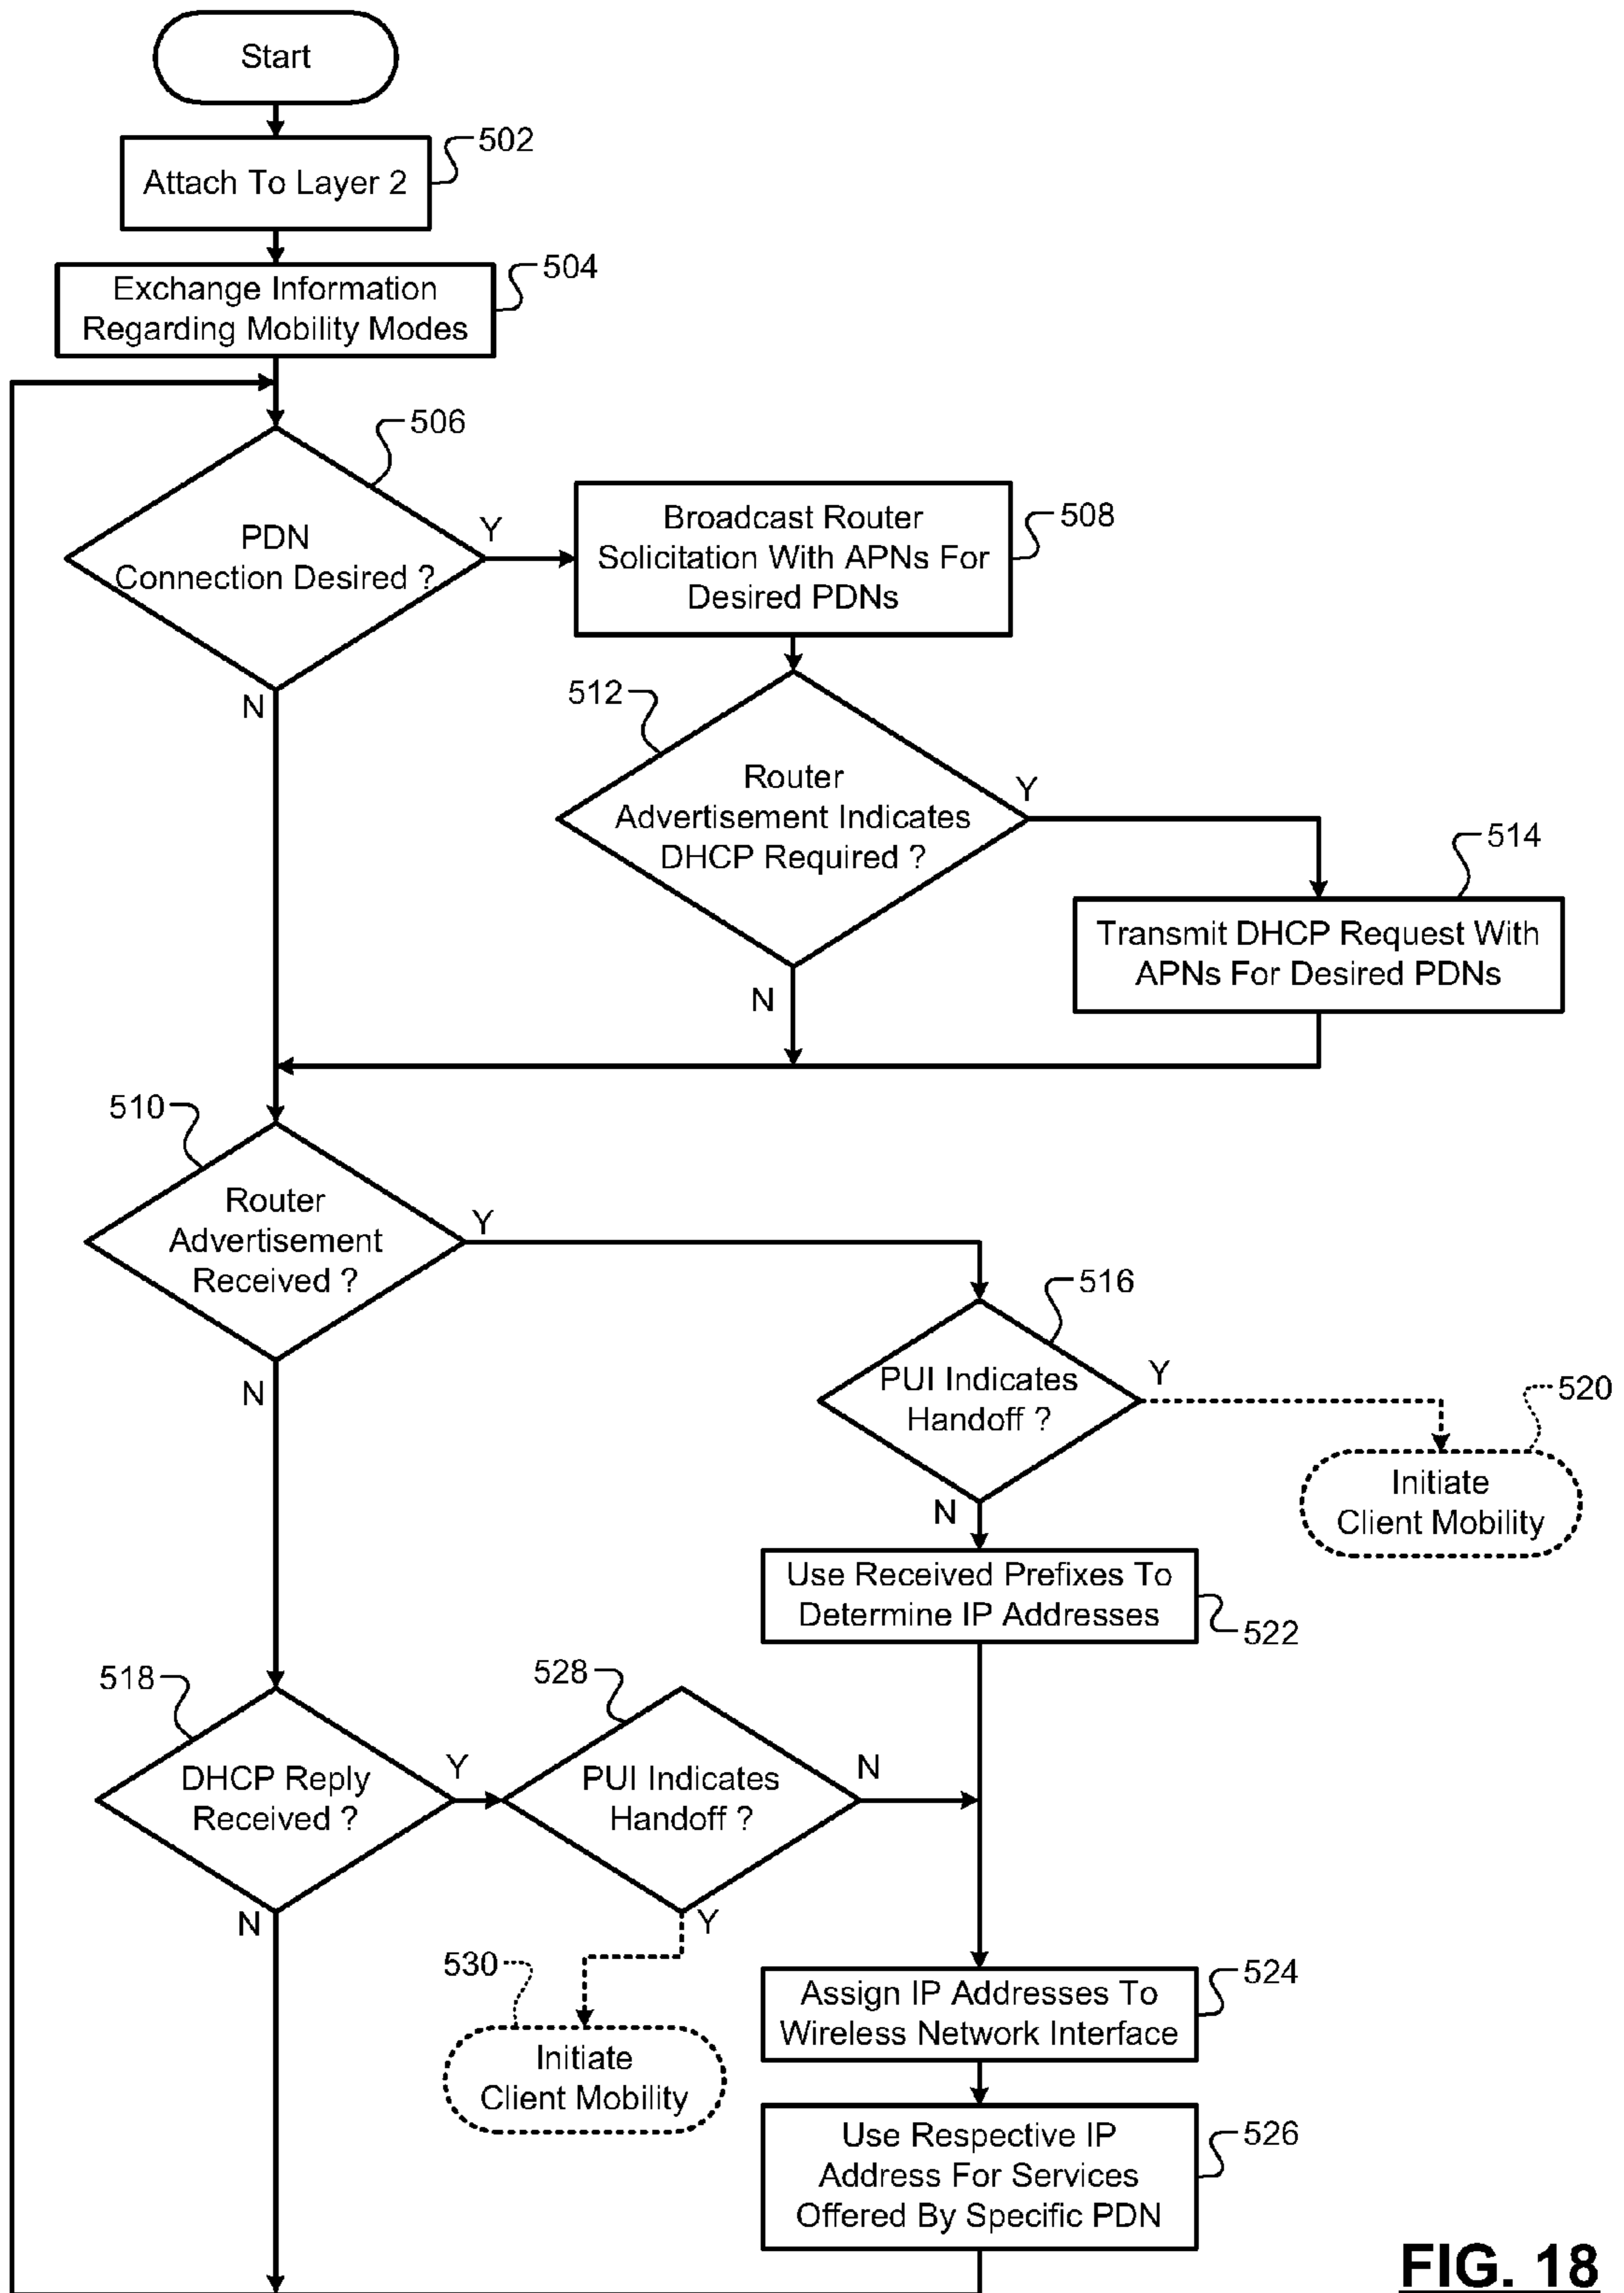 Start
502
Attach To Layer 2
504
Exchange Information
Regarding Mobility Modes
506
PDN
Connection Desired ?
Y
N
508
Broadcast Router
Solicitation With APNs For
Desired PDNs
512
Router
Advertisement Indicates
DHCP Required ?
Y
N
514
Transmit DHCP Request With
APNs For Desired PDNs
510
Router
Advertisement
Received ?
Y
N
516
PUI Indicates
Handoff ?
Y
N
520
Initiate
Client Mobility
Use Received Prefixes To
Determine IP Addresses
522
518
DHCP Reply
Received ?
Y
N
528
PUI Indicates
Handoff ?
N
Y
530
Initiate
Client Mobility
524
Assign IP Addresses To
Wireless Network Interface
526
Use Respective IP
Address For Services
Offered By Specific PDN
FIG. 18